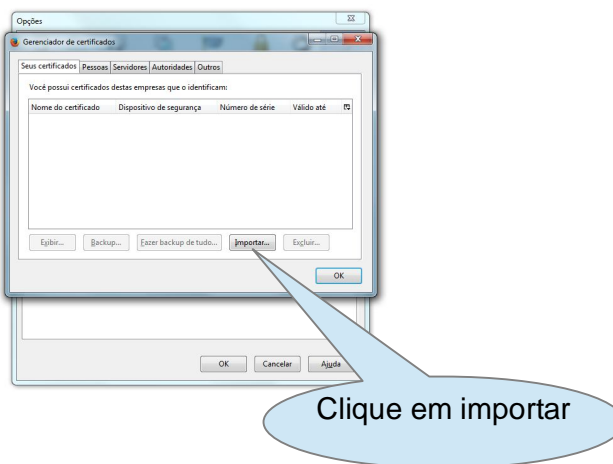 Opções
Gerenciador de certificados
Seus certificados Pessoas Servidores Autoridades Outros
Você possui certificados destas empresas que o identificam:
Nome do certificado Dispositivo de segurança Número de série Válido até
Exibir... Backup... Fazer backup de tudo... Importar... Excluir...
OK
OK Cancelar Ajuda
Clique em importar